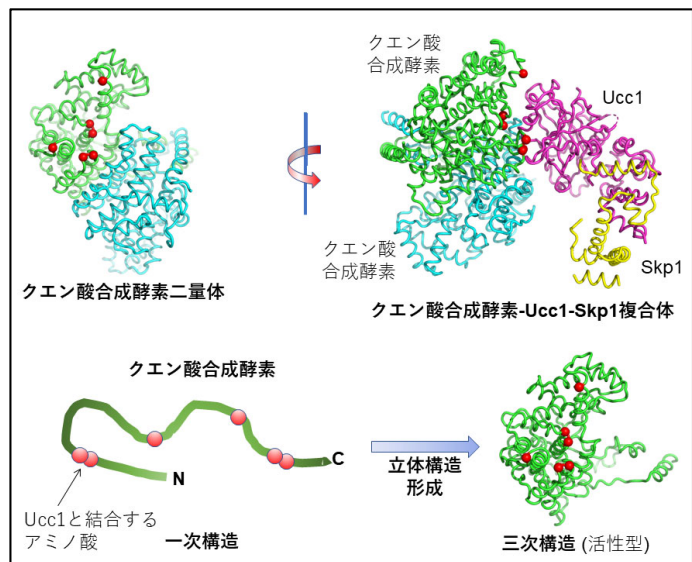 クエン酸
合成酵素
Ucc1
クエン酸
合成酵素
Skp1
クエン酸合成酵素二量体
クエン酸合成酵素-Ucc1-Skp1複合体
クエン酸合成酵素
N
C
立体構造
形成
Ucc1と結合する
アミノ酸
一次構造
三次構造 (活性型)